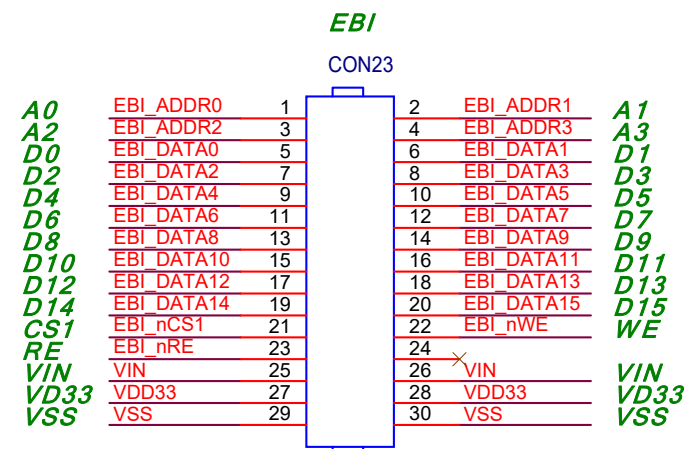 EBI
CON23
A0 EBI_ADDR0 1 2 EBI_ADDR1 A1
A2 EBI_ADDR2 3 4 EBI_ADDR3 A3
D0 EBI_DATA0 5 6 EBI_DATA1 D1
D2 EBI_DATA2 7 8 EBI_DATA3 D3
D4 EBI_DATA4 9 10 EBI_DATA5 D5
D6 EBI_DATA6 11 12 EBI_DATA7 D7
D8 EBI_DATA8 13 14 EBI_DATA9 D9
D10 EBI_DATA10 15 16 EBI_DATA11 D11
D12 EBI_DATA12 17 18 EBI_DATA13 D13
D14 EBI_DATA14 19 20 EBI_DATA15 D15
CS1 EBI_nCS1 21 22 EBI_nWE WE
RE EBI_nRE 23 24
VIN VIN 25 26 VIN VIN
VD33 VDD33 27 28 VDD33 VD33
VSS VSS 29 30 VSS VSS